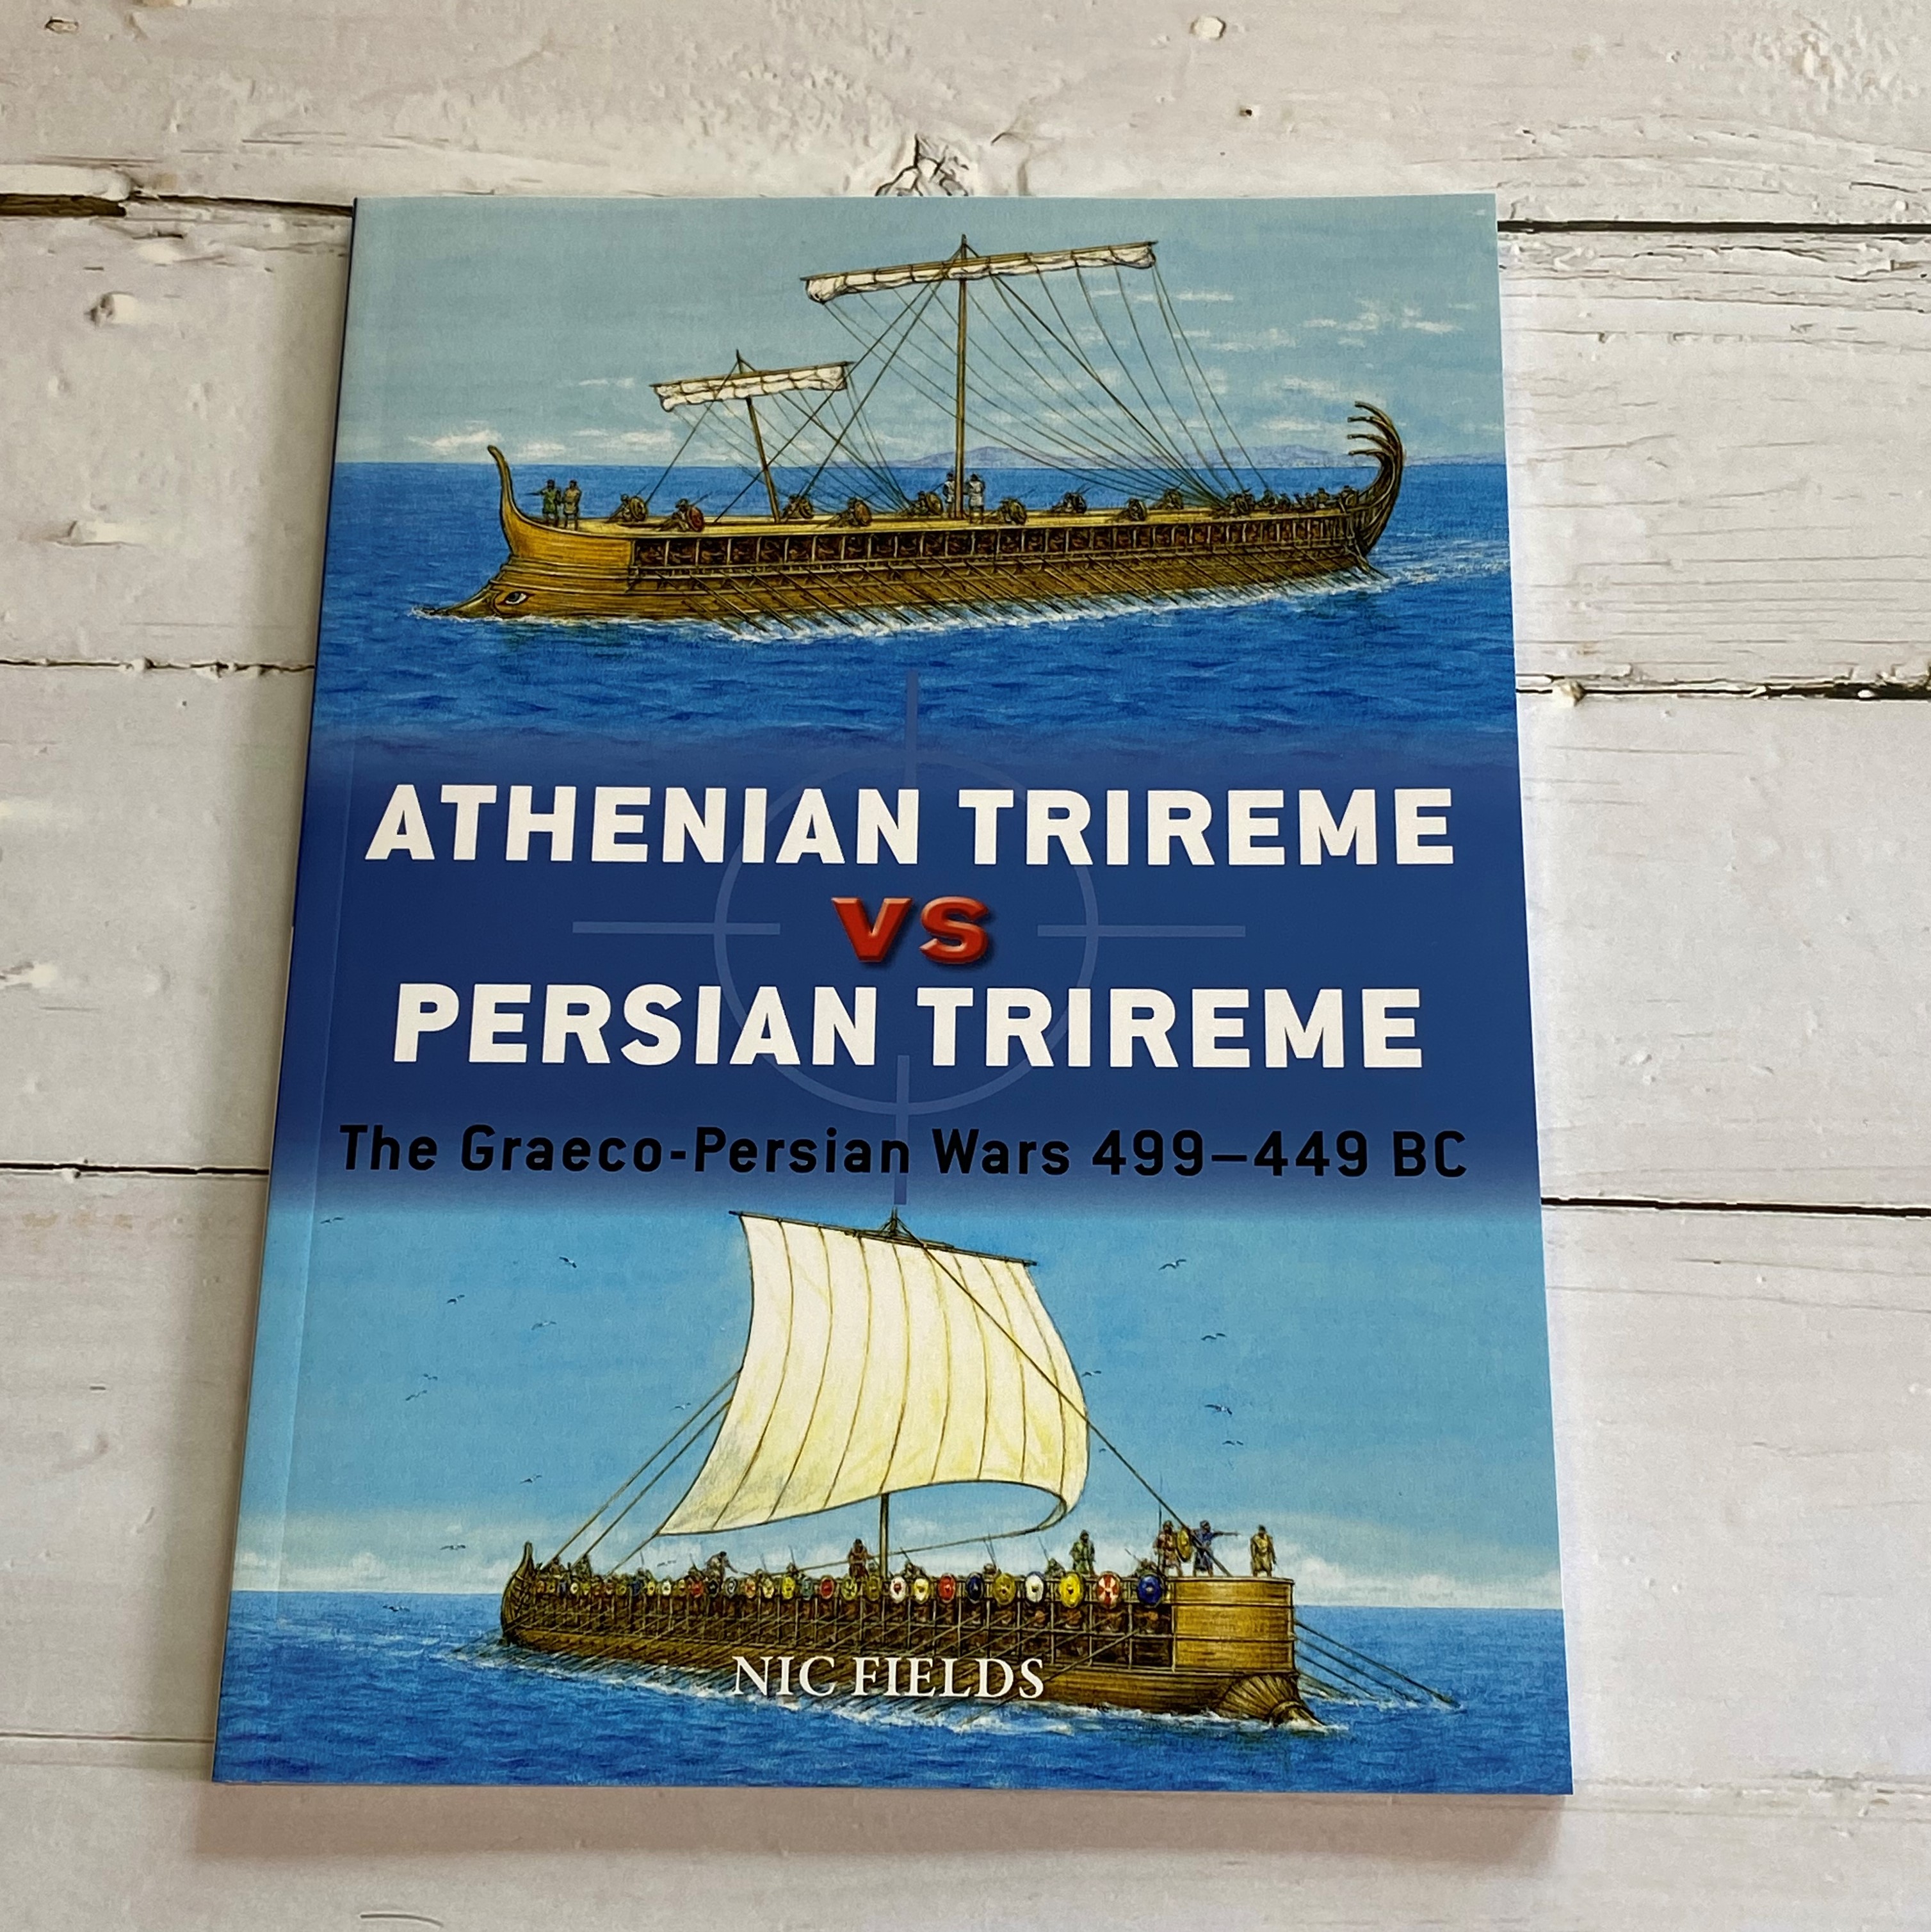 ATHENIAN TRIREME
VS
PERSIAN TRIREME
The Graeco-Persian Wars 499–449 BC
NIC FIELDS